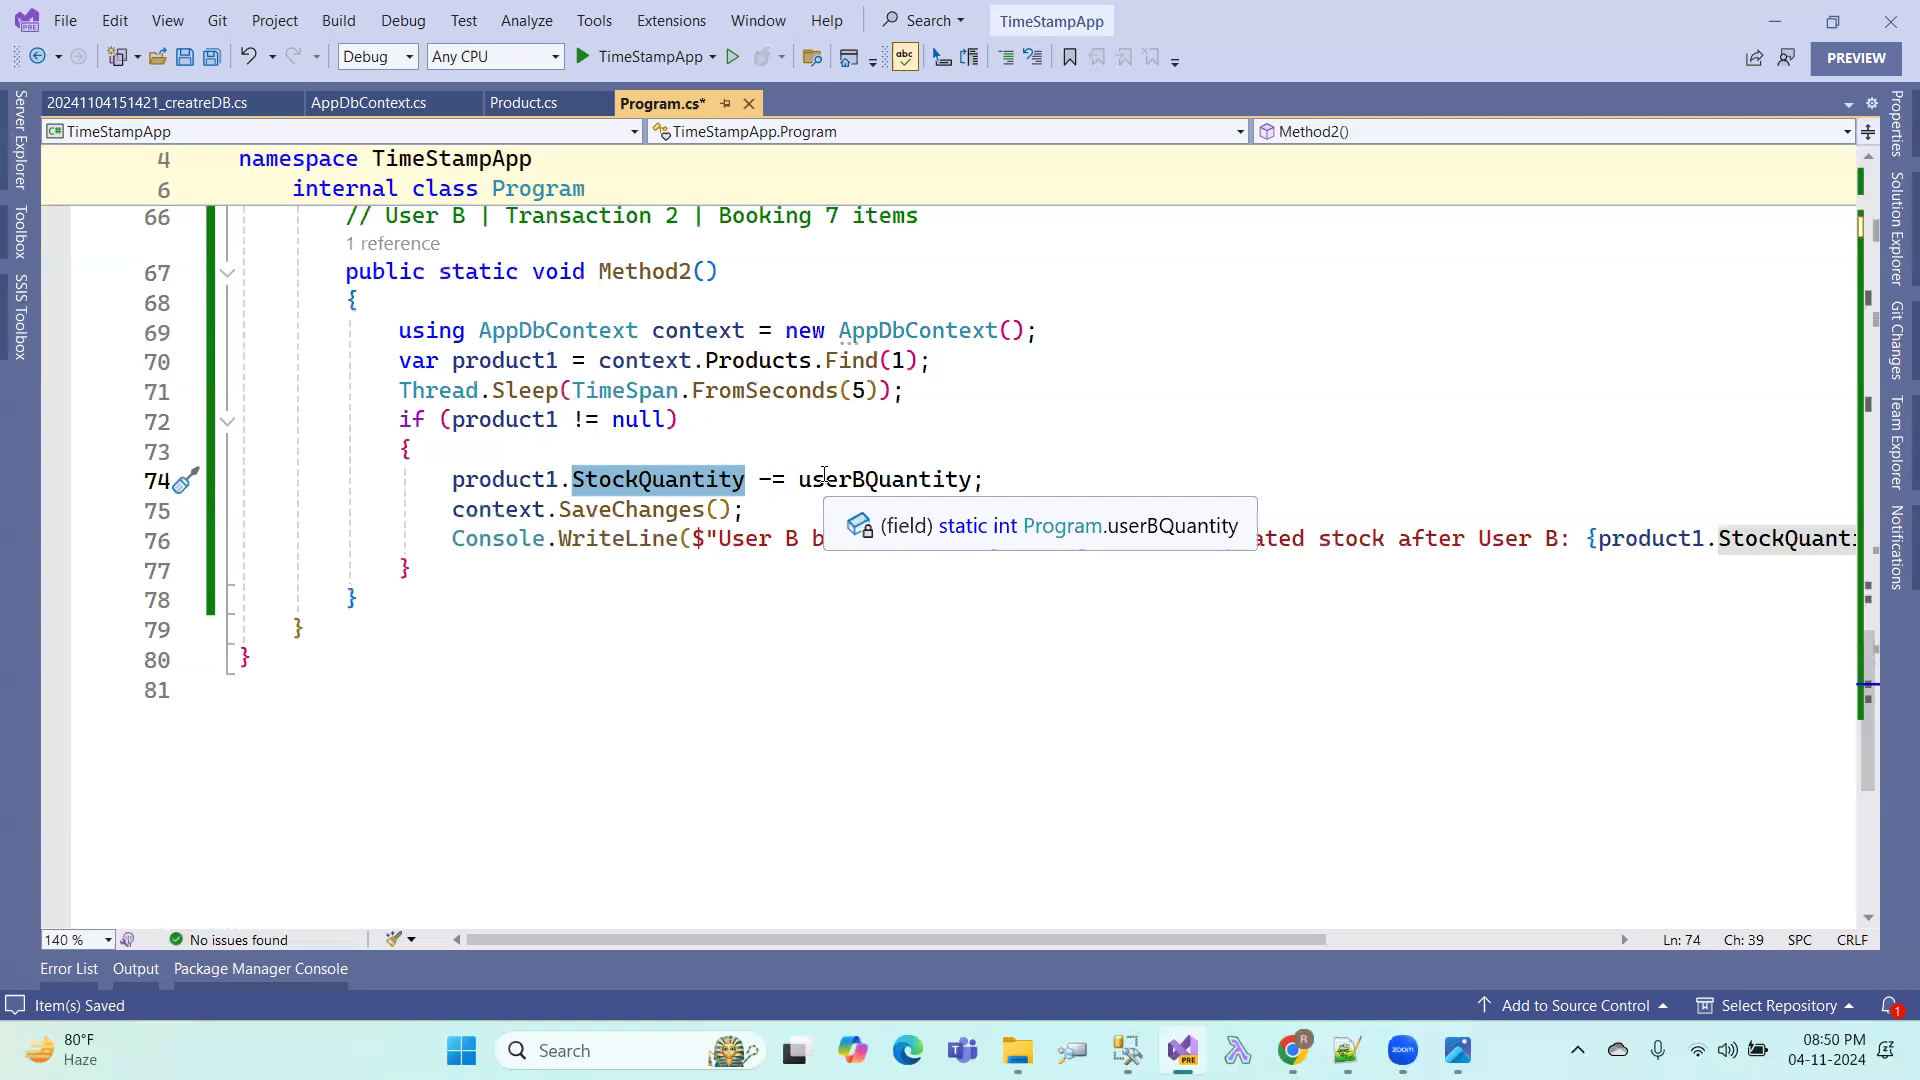 File Edit View Git Project Build Debug Test Analyze Tools Extensions Window Help Search TimeStampApp
Debug Any CPU TimeStampApp PREVIEW
20241104151421_creatreDB.cs AppDbContext.cs Product.cs Program.cs*
TimeStampApp TimeStampApp.Program Method2()
Server Explorer
Toolbox
SSIS Toolbox
4 namespace TimeStampApp
6 internal class Program
66 // User B | Transaction 2 | Booking 7 items
1 reference
67 public static void Method2()
68 {
69 using AppDbContext context = new AppDbContext();
70 var product1 = context.Products.Find(1);
71 Thread.Sleep(TimeSpan.FromSeconds(5));
72 if (product1 != null)
73 {
74 product1.StockQuantity -= userBQuantity;
75 context.SaveChanges();
(field) static int Program.userBQuantity
76 Console.WriteLine($"User B b ated stock after User B: {product1.StockQuanti
77 }
78 }
79 }
80 }
81
Properties
Solution Explorer
Git Changes
Team Explorer
Notifications
140 % No issues found Ln: 74 Ch: 39 SPC CRLF
Error List Output Package Manager Console
Item(s) Saved Add to Source Control Select Repository 1
80°F
Haze
Search
PRE
zoom
R
08:50 PM
04-11-2024